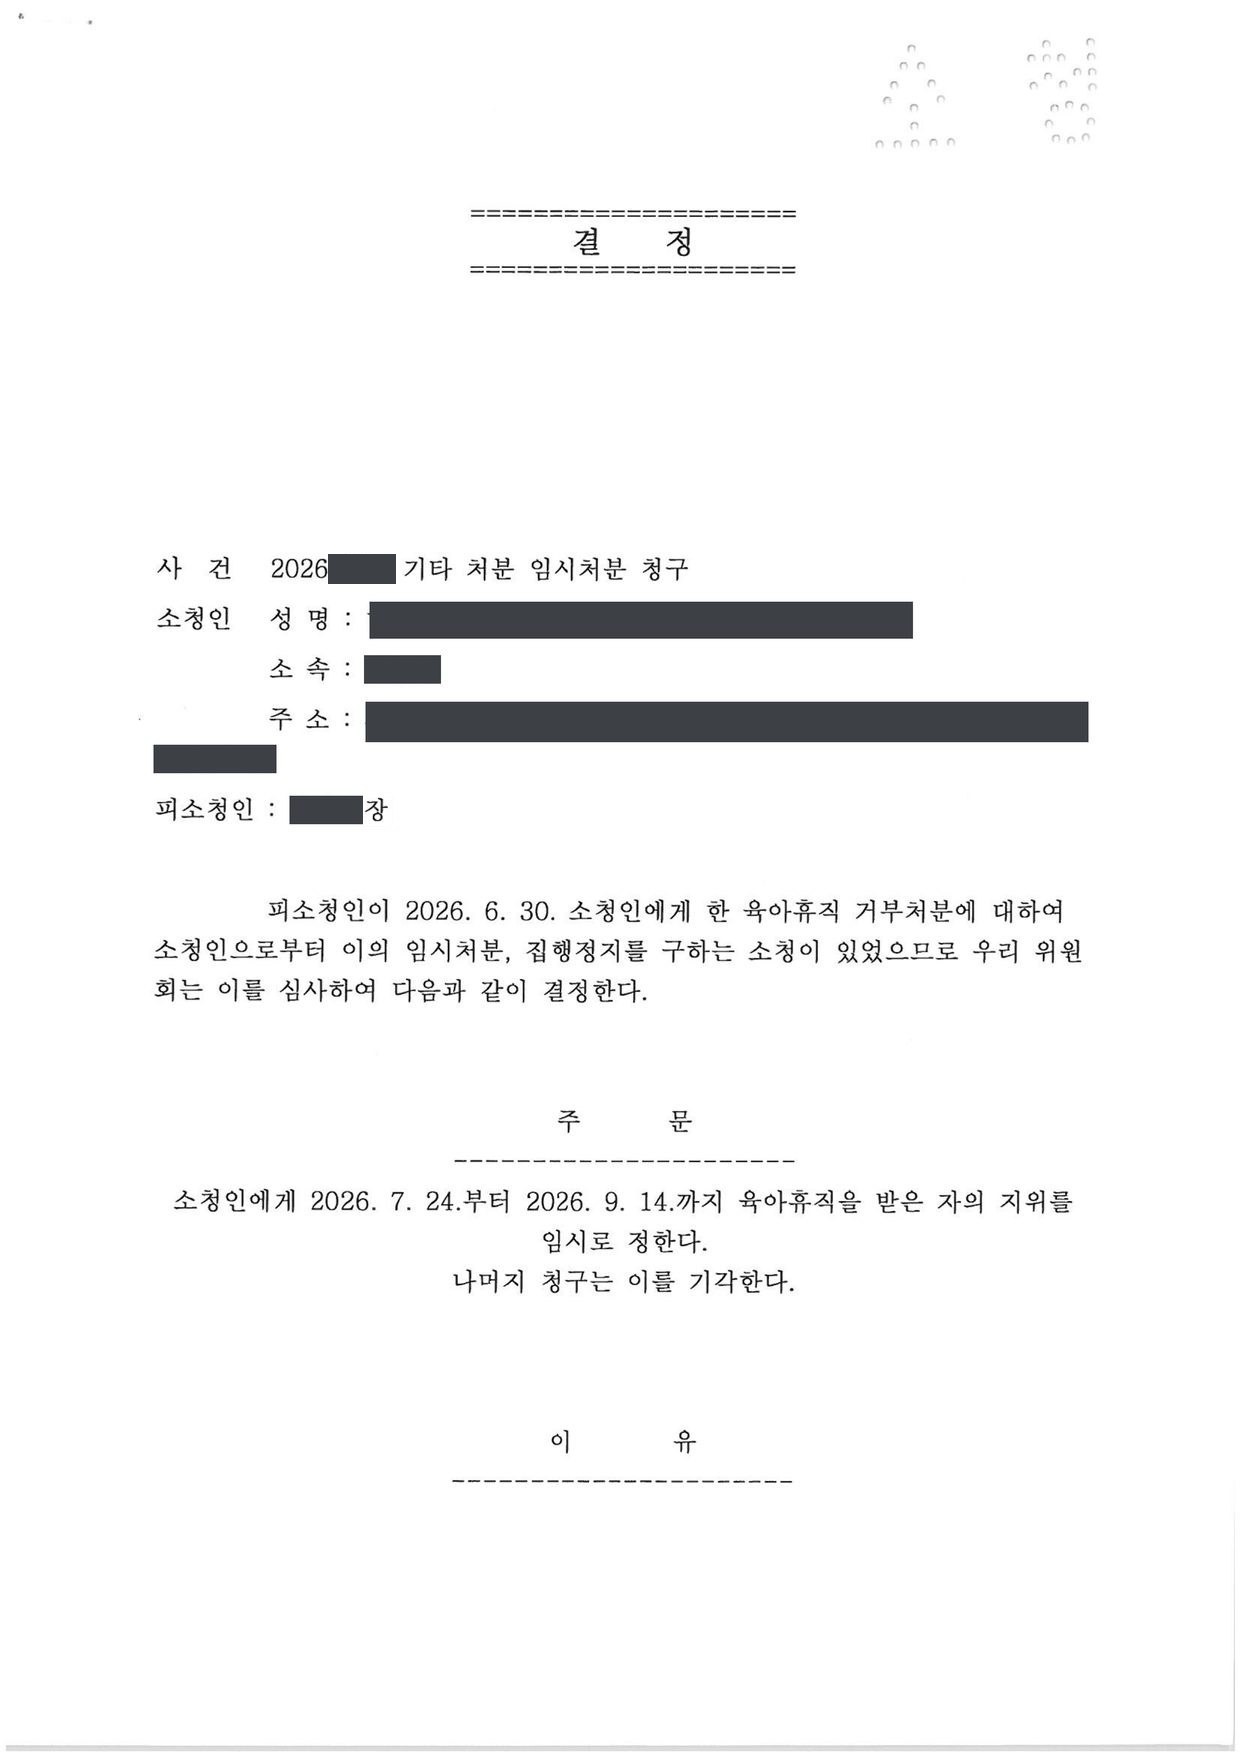 소청
=====================
결 정
=====================
사 건 2026 기타 처분 임시처분 청구
소청인 성 명 :
소 속 :
주 소 :
피소청인 : 장
피소청인이 2026. 6. 30. 소청인에게 한 육아휴직 거부처분에 대하여
소청인으로부터 이의 임시처분, 집행정지를 구하는 소청이 있었으므로 우리 위원
회는 이를 심사하여 다음과 같이 결정한다.
주 문
----------------------
소청인에게 2026. 7. 24.부터 2026. 9. 14.까지 육아휴직을 받은 자의 지위를
임시로 정한다.
나머지 청구는 이를 기각한다.
이 유
----------------------